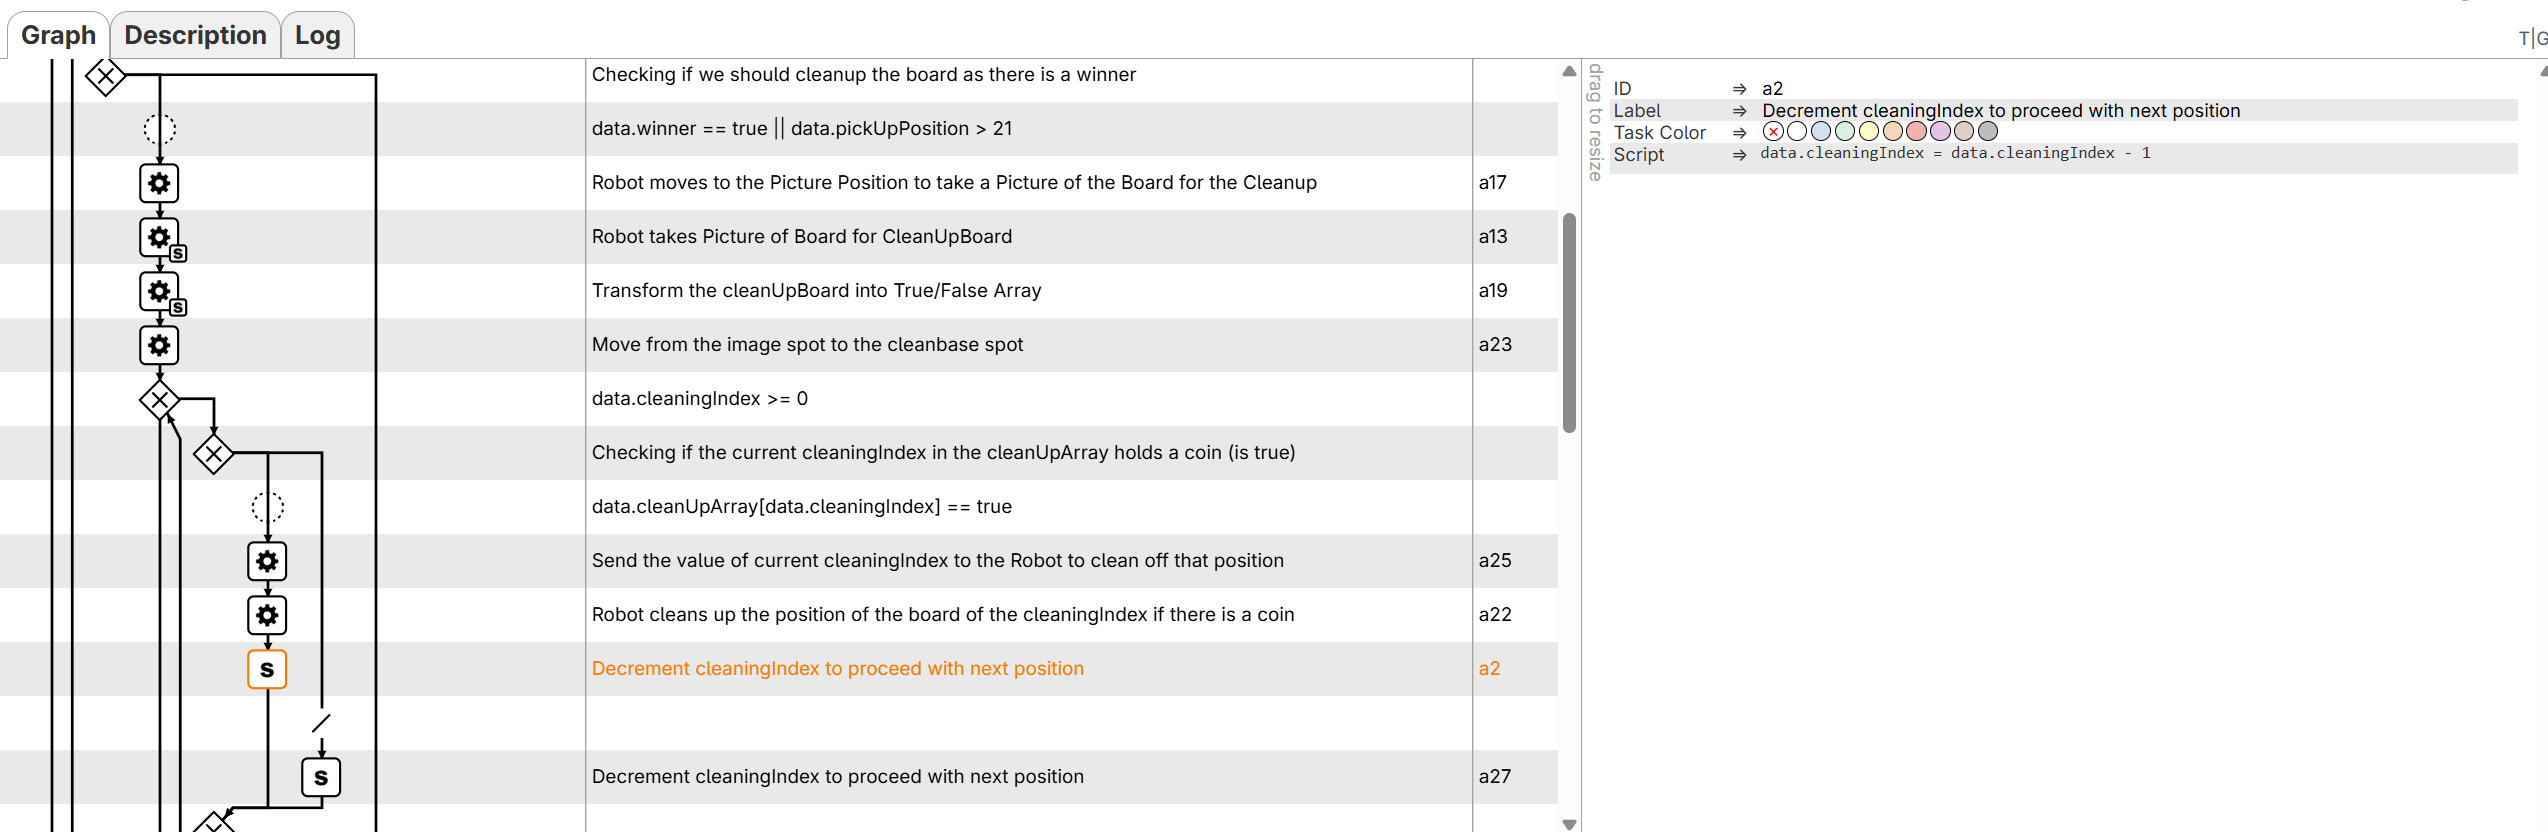 Graph Description Log
T|G
Checking if we should cleanup the board as there is a winner
data.winner == true || data.pickUpPosition > 21
Robot moves to the Picture Position to take a Picture of the Board for the Cleanup a17
s Robot takes Picture of Board for CleanUpBoard a13
s Transform the cleanUpBoard into True/False Array a19
Move from the image spot to the cleanbase spot a23
data.cleaningIndex >= 0
Checking if the current cleaningIndex in the cleanUpArray holds a coin (is true)
data.cleanUpArray[data.cleaningIndex] == true
Send the value of current cleaningIndex to the Robot to clean off that position a25
Robot cleans up the position of the board of the cleaningIndex if there is a coin a22
s Decrement cleaningIndex to proceed with next position a2
s Decrement cleaningIndex to proceed with next position a27
drag to resize
ID ⇒ a2
Label ⇒ Decrement cleaningIndex to proceed with next position
Task Color ⇒
Script ⇒ data.cleaningIndex = data.cleaningIndex - 1